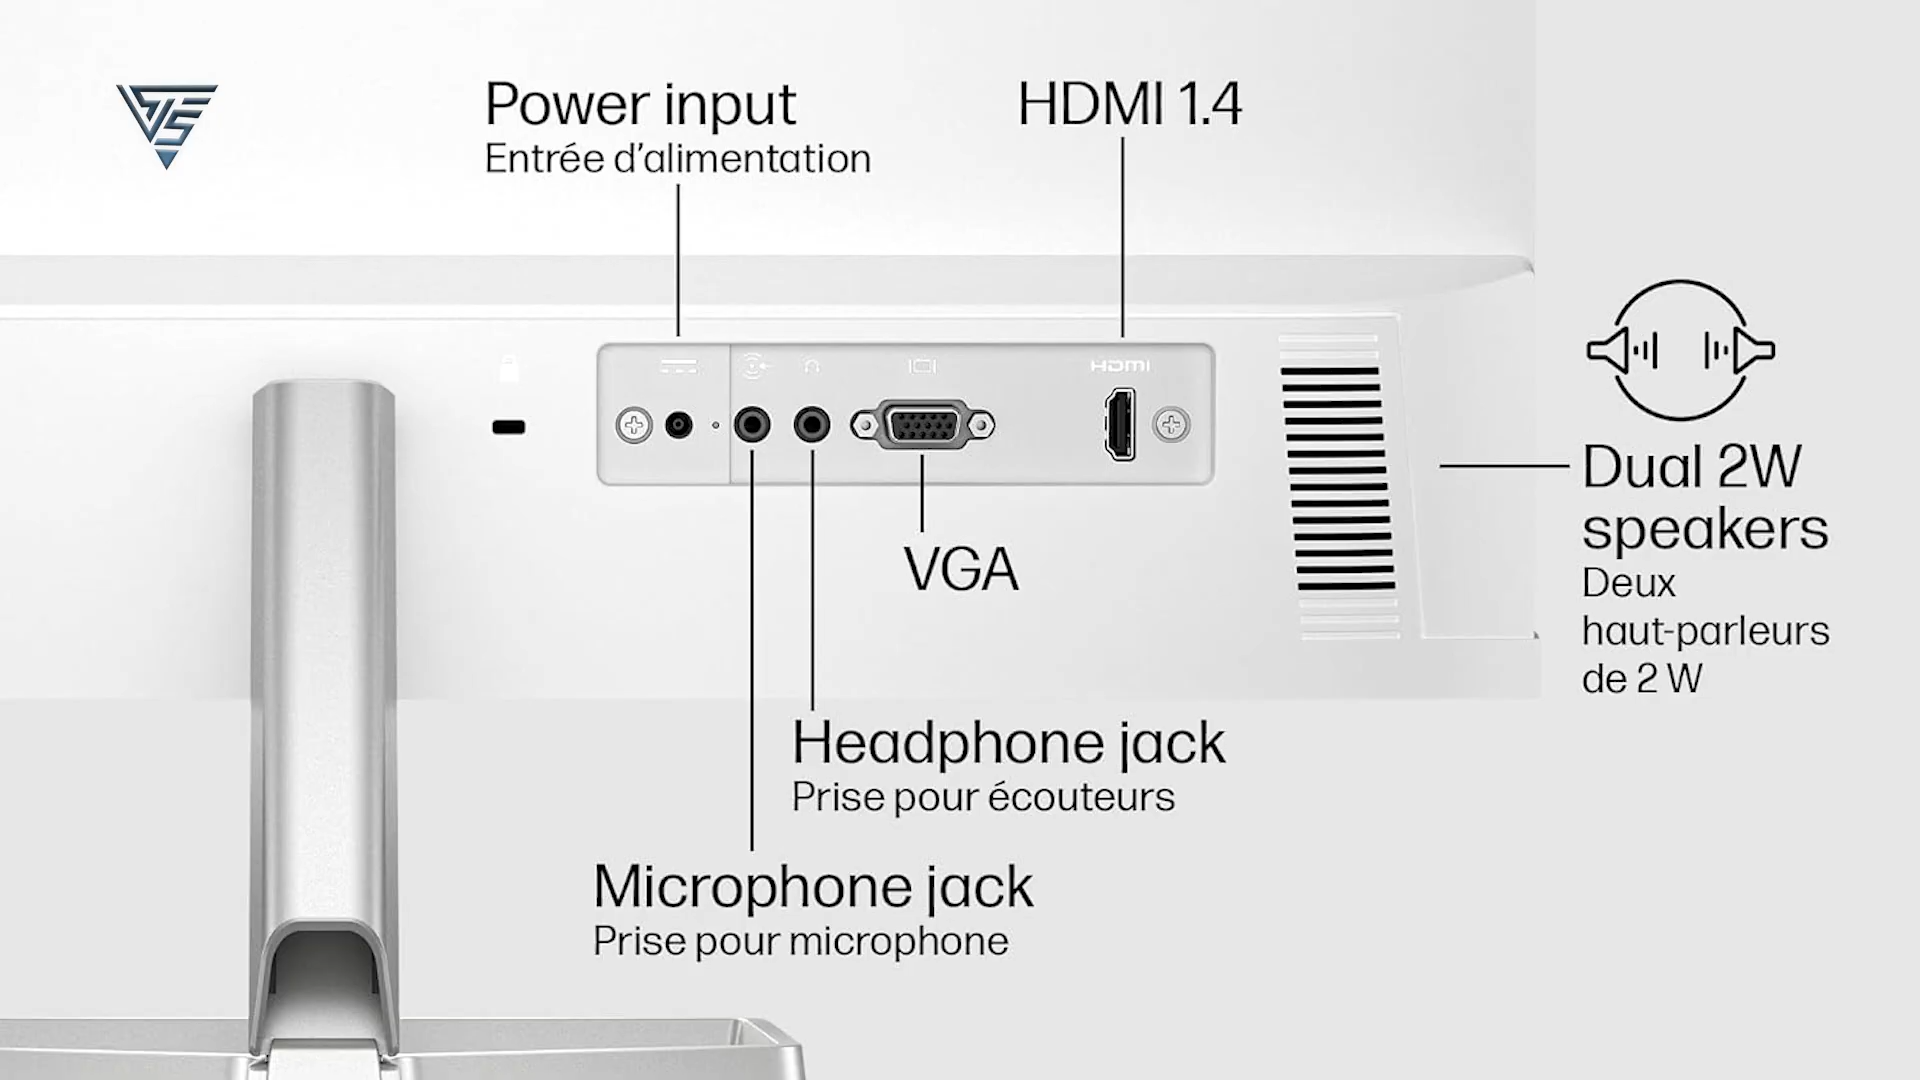 Power input
Entrée d’alimentation
HDMI 1.4
HDMI
Dual 2W
speakers
Deux
haut-parleurs
de 2 W
VGA
Headphone jack
Prise pour écouteurs
Microphone jack
Prise pour microphone